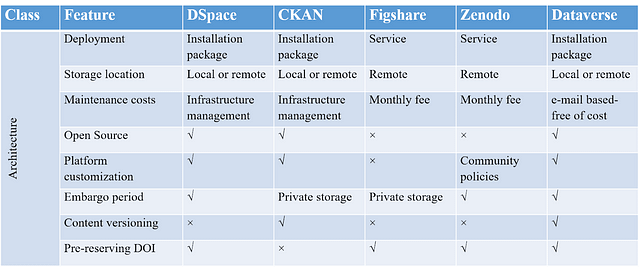 Class Feature DSpace CKAN Figshare Zenodo Dataverse
Architecture
Deployment Installation package Installation package Service Service Installation package
Storage location Local or remote Local or remote Remote Remote Local or remote
Maintenance costs Infrastructure management Infrastructure management Monthly fee Monthly fee e-mail based- free of cost
Open Source √ √ × × √
Platform customization √ √ × Community policies √
Embargo period √ Private storage Private storage √ √
Content versioning × √ × × √
Pre-reserving DOI √ × √ √ √